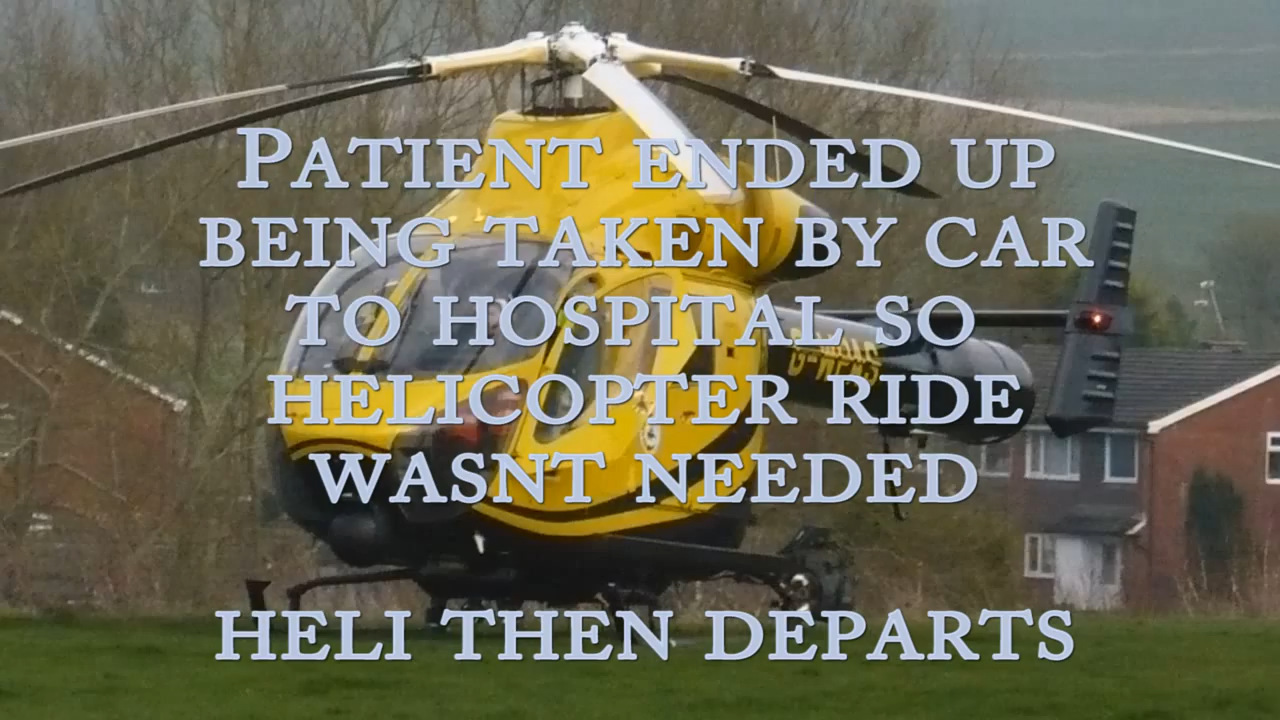 Patient ended up
being taken by car
to hospital so
helicopter ride
wasnt needed
heli then departs